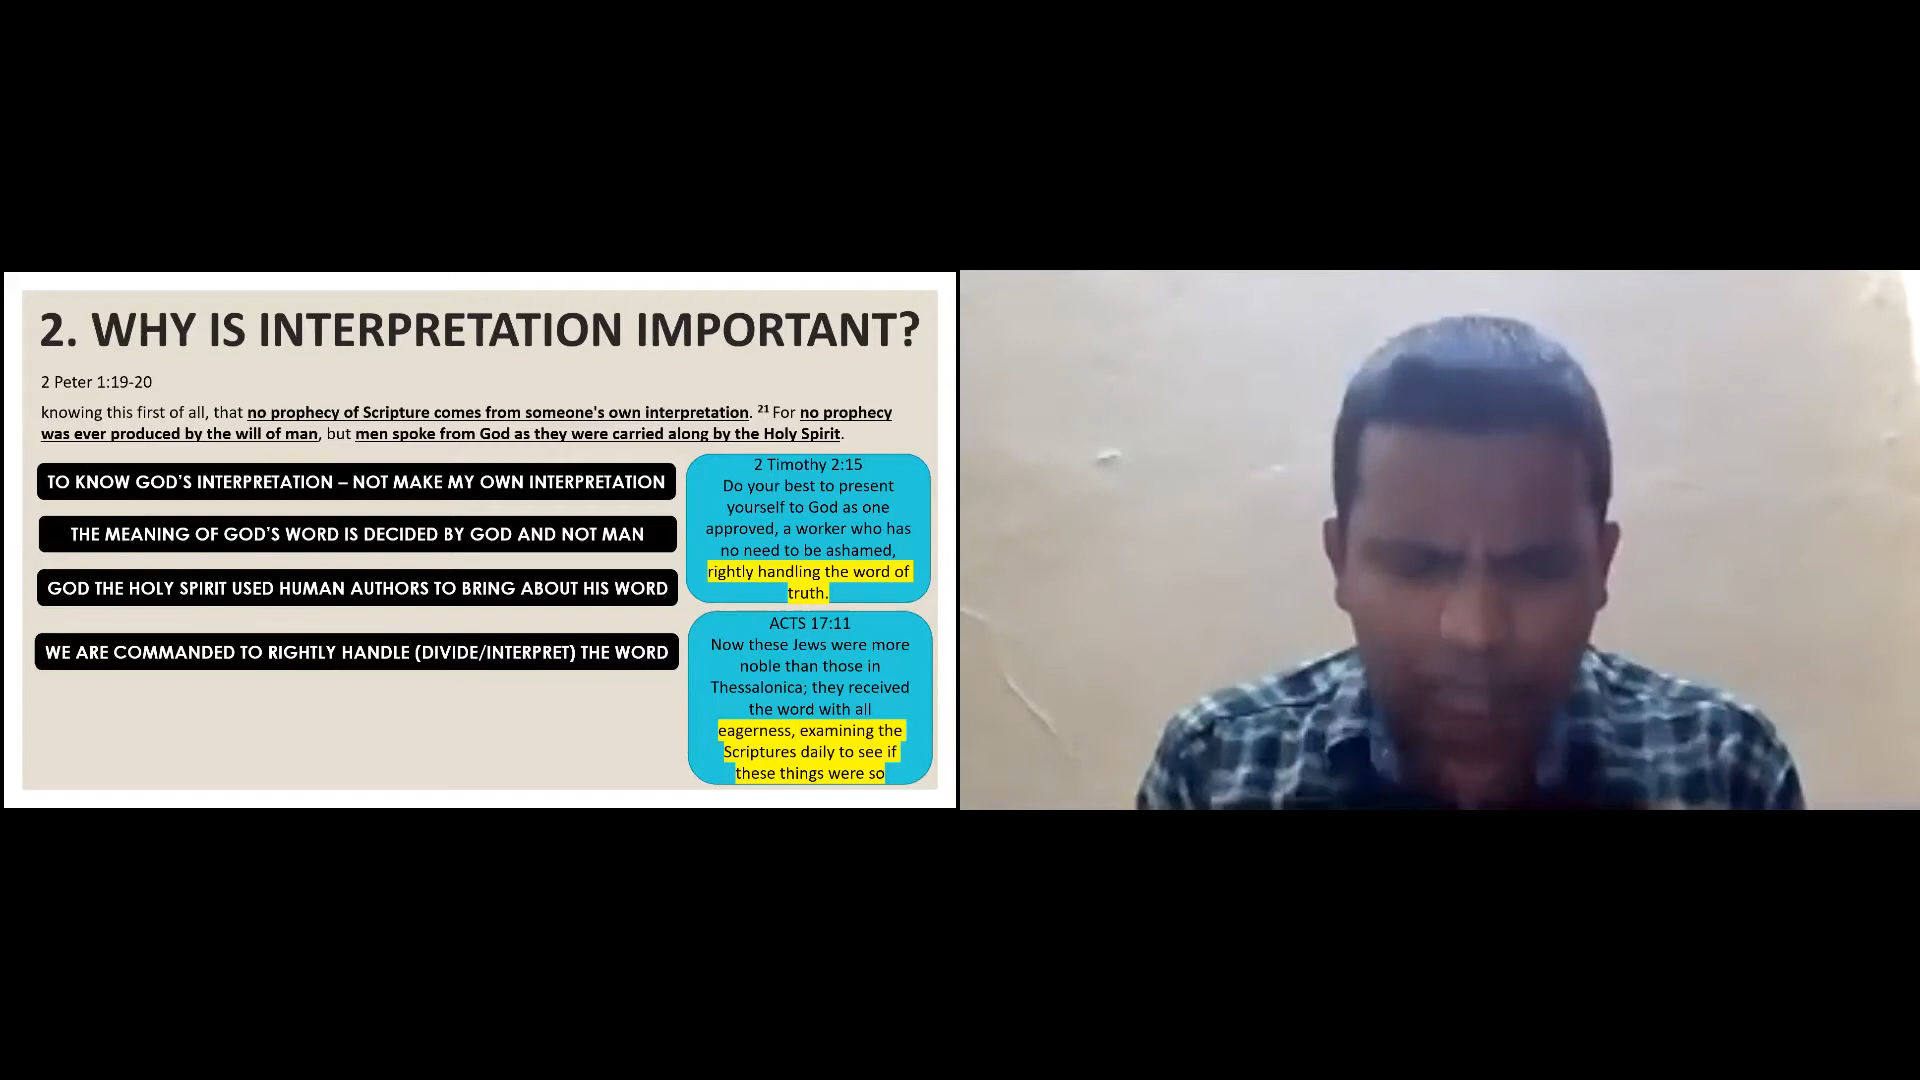 2. WHY IS INTERPRETATION IMPORTANT?
2 Peter 1:19-20
knowing this first of all, that no prophecy of Scripture comes from someone's own interpretation. 21 For no prophecy
was ever produced by the will of man, but men spoke from God as they were carried along by the Holy Spirit.
TO KNOW GOD'S INTERPRETATION – NOT MAKE MY OWN INTERPRETATION
THE MEANING OF GOD'S WORD IS DECIDED BY GOD AND NOT MAN
GOD THE HOLY SPIRIT USED HUMAN AUTHORS TO BRING ABOUT HIS WORD
WE ARE COMMANDED TO RIGHTLY HANDLE (DIVIDE/INTERPRET) THE WORD
2 Timothy 2:15
Do your best to present
yourself to God as one
approved, a worker who has
no need to be ashamed,
rightly handling the word of
truth.
ACTS 17:11
Now these Jews were more
noble than those in
Thessalonica; they received
the word with all
eagerness, examining the
Scriptures daily to see if
these things were so